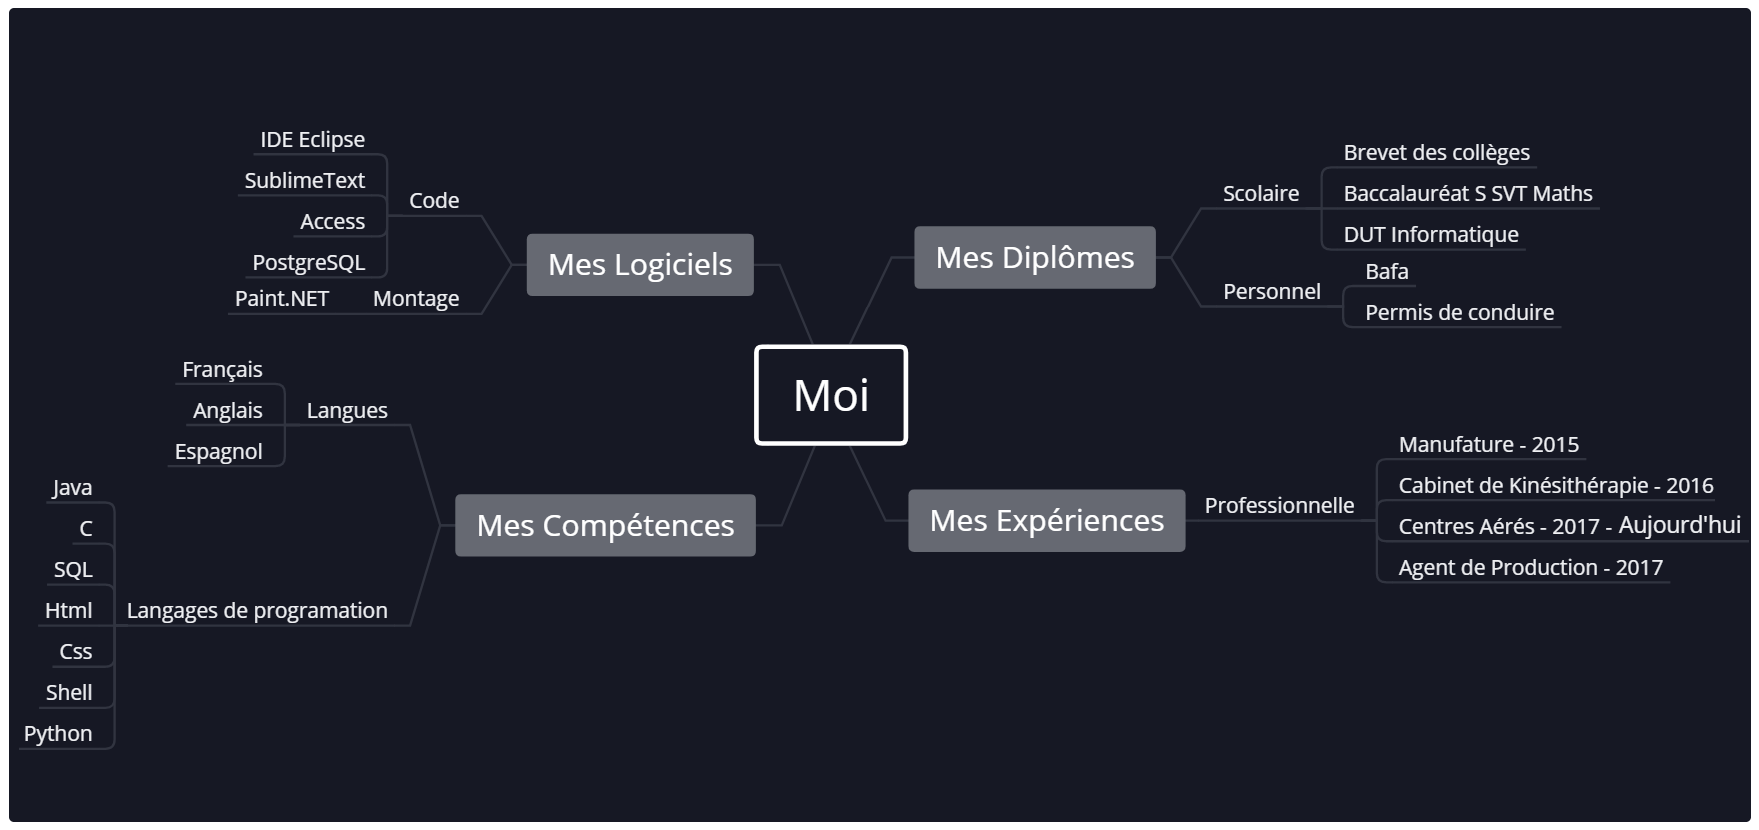 Moi
Mes Logiciels
Code
IDE Eclipse
SublimeText
Access
PostgreSQL
Montage
Paint.NET
Mes Compétences
Langues
Français
Anglais
Espagnol
Langages de programation
Java
C
SQL
Html
Css
Shell
Python
Mes Diplômes
Scolaire
Brevet des collèges
Baccalauréat S SVT Maths
DUT Informatique
Personnel
Bafa
Permis de conduire
Mes Expériences
Professionnelle
Manufature - 2015
Cabinet de Kinésithérapie - 2016
Centres Aérés - 2017 - Aujourd'hui
Agent de Production - 2017